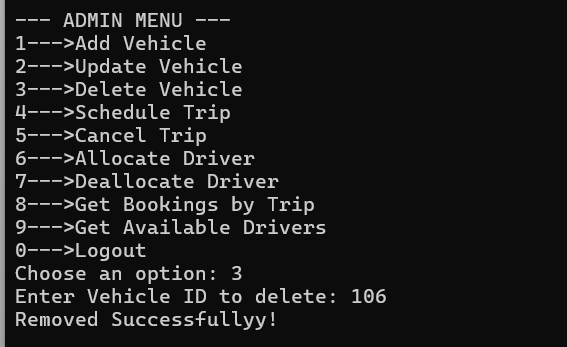 --- ADMIN MENU ---
1--->Add Vehicle
2--->Update Vehicle
3--->Delete Vehicle
4--->Schedule Trip
5--->Cancel Trip
6--->Allocate Driver
7--->Deallocate Driver
8--->Get Bookings by Trip
9--->Get Available Drivers
0--->Logout
Choose an option: 3
Enter Vehicle ID to delete: 106
Removed Successfullyy!